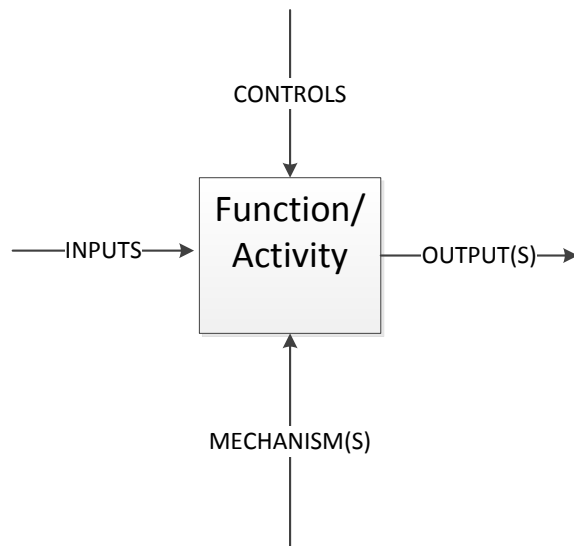 CONTROLS
Function/
Activity
INPUTS
OUTPUT(S)
MECHANISM(S)